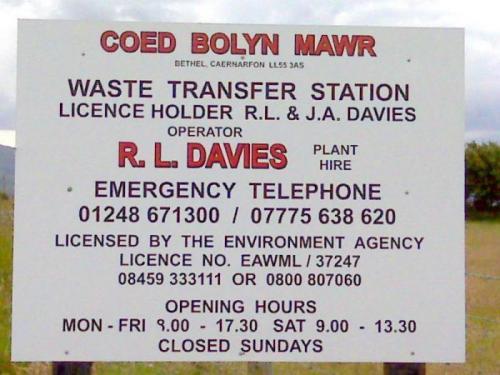 COED BOLYN MAWR
BETHEL, CAERNARFON LL55 3AS
WASTE TRANSFER STATION
LICENCE HOLDER R.L. & J.A. DAVIES
OPERATOR
R. L. DAVIES PLANT HIRE
EMERGENCY TELEPHONE
01248 671300 / 07775 638 620
LICENSED BY THE ENVIRONMENT AGENCY
LICENCE NO. EAWML / 37247
08459 333111 OR 0800 807060
OPENING HOURS
MON - FRI 8.00 - 17.30 SAT 9.00 - 13.30
CLOSED SUNDAYS